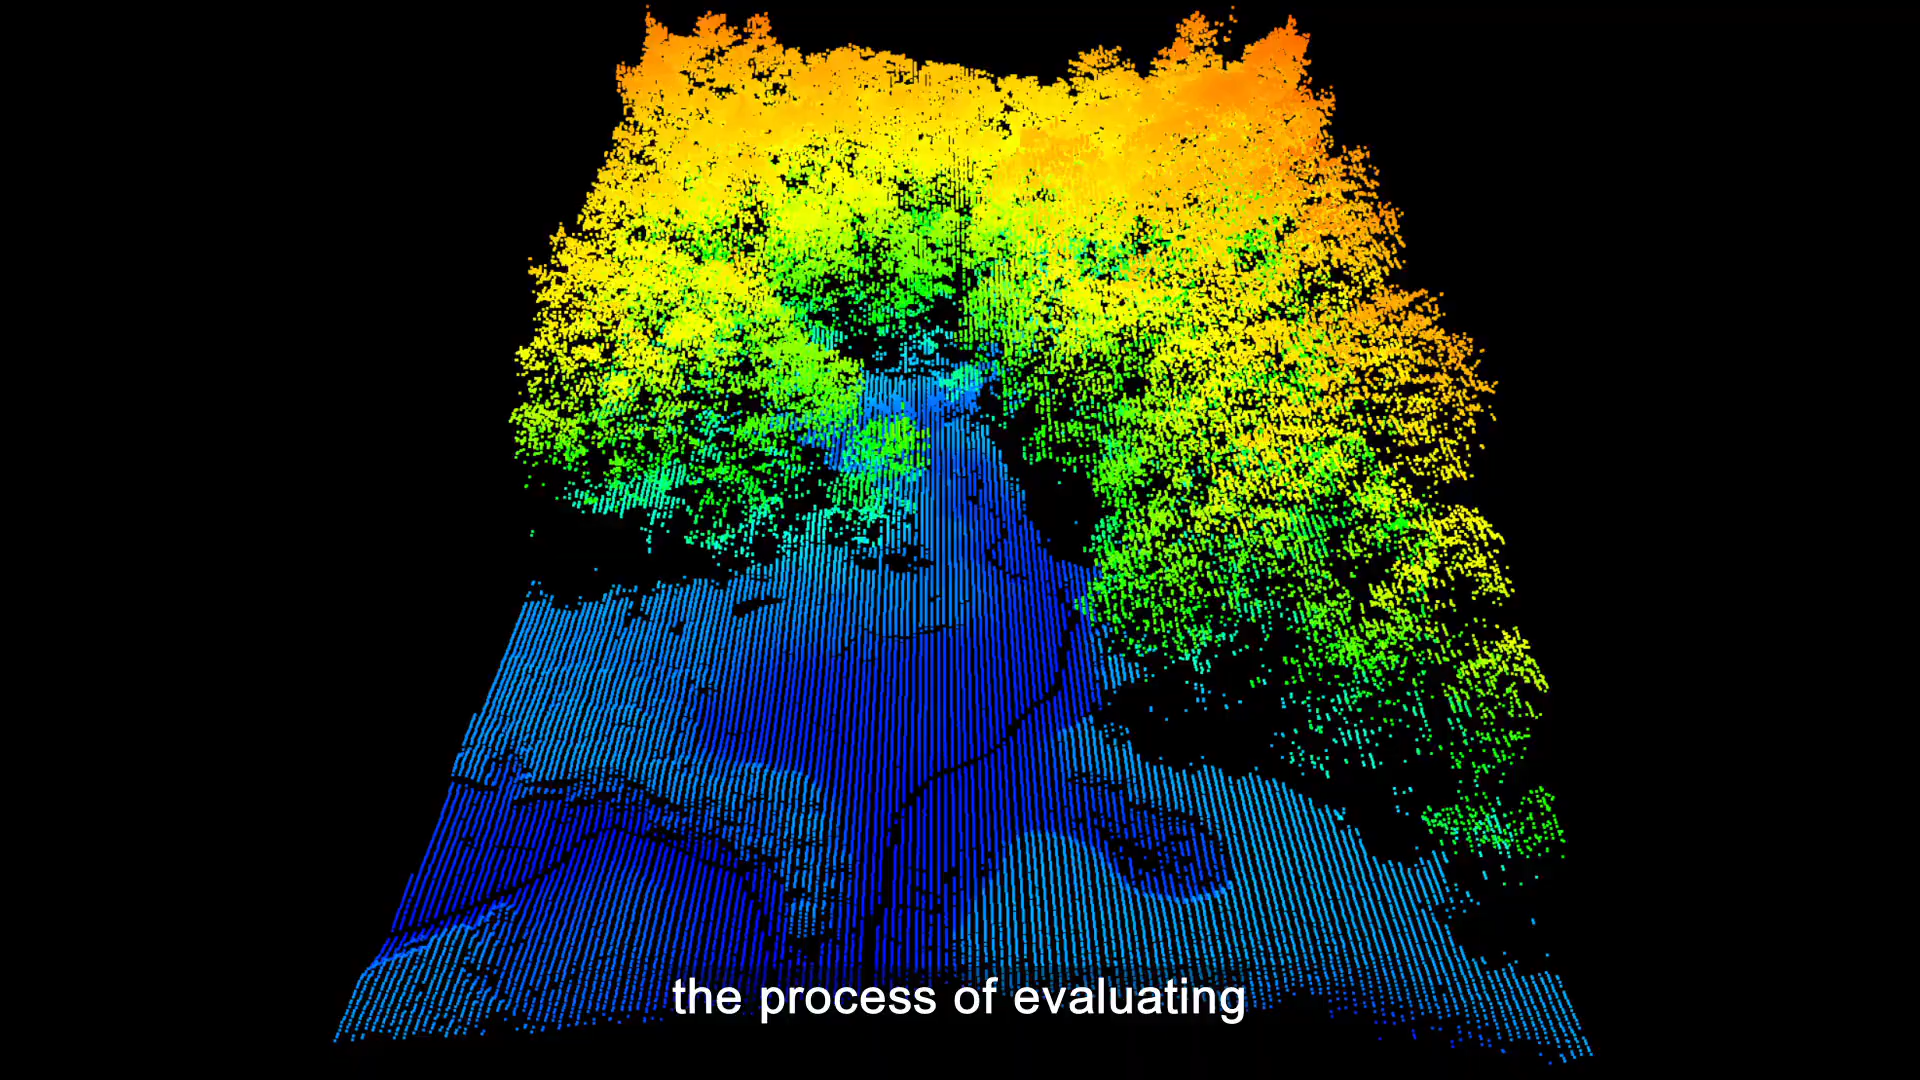 the process of evaluating